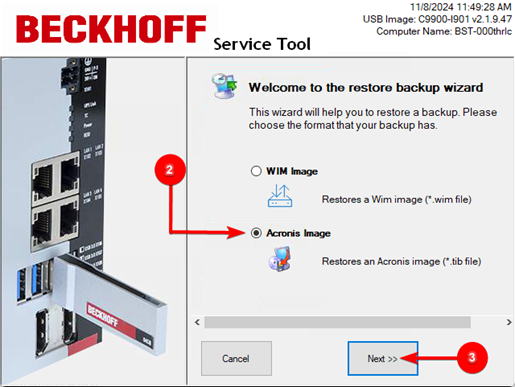 11/8/2024 11:49:28 AM
BECKHOFF
USB Image: C9900-I901 v2.1.9.47
Computer Name: BST-000thrlc
Service Tool
Welcome to the restore backup wizard
This wizard will help you to restore a backup. Please
choose the format that your backup has.
2
WIM Image
Restores a Wim image (*.wim file)
Acronis Image
Restores an Acronis image (*.tib file)
BECKHOFF
Cancel
Next >>
3